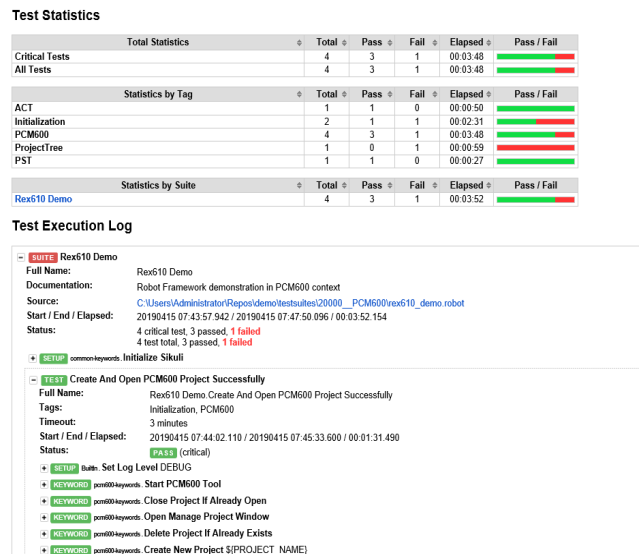 Test Statistics
Total Statistics Total Pass Fail Elapsed Pass / Fail
Critical Tests 4 3 1 00:03:48
All Tests 4 3 1 00:03:48
Statistics by Tag Total Pass Fail Elapsed Pass / Fail
ACT 1 1 0 00:00:50
Initialization 2 1 1 00:02:31
PCM600 4 3 1 00:03:48
ProjectTree 1 0 1 00:00:59
PST 1 1 0 00:00:27
Statistics by Suite Total Pass Fail Elapsed Pass / Fail
Rex610 Demo 4 3 1 00:03:52
Test Execution Log
SUITE Rex610 Demo
Full Name: Rex610 Demo
Documentation: Robot Framework demonstration in PCM600 context
Source: C:\Users\Administrator\Repos\demo\testsuites\20000__PCM600\rex610_demo.robot
Start / End / Elapsed: 20190415 07:43:57.942 / 20190415 07:47:50.096 / 00:03:52.154
Status: 4 critical test, 3 passed, 1 failed
4 test total, 3 passed, 1 failed
SETUP common-keywords. Initialize Sikuli
TEST Create And Open PCM600 Project Successfully
Full Name: Rex610 Demo.Create And Open PCM600 Project Successfully
Tags: Initialization, PCM600
Timeout: 3 minutes
Start / End / Elapsed: 20190415 07:44:02.110 / 20190415 07:45:33.600 / 00:01:31.490
Status: PASS (critical)
SETUP BuiltIn. Set Log Level DEBUG
KEYWORD pcm600-keywords. Start PCM600 Tool
KEYWORD pcm600-keywords. Close Project If Already Open
KEYWORD pcm600-keywords. Open Manage Project Window
KEYWORD pcm600-keywords. Delete Project If Already Exists
KEYWORD pcm600-keywords. Create New Project ${PROJECT_NAME}